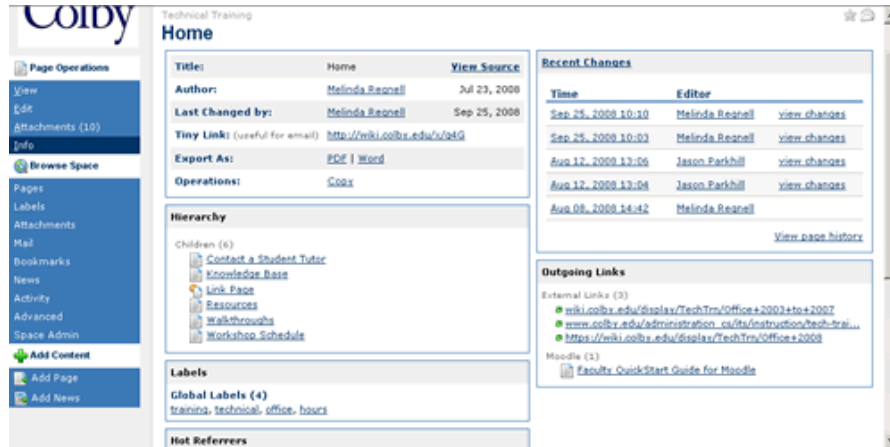 Colby
Technical Training
Home
Page Operations
View
Edit
Attachments (10)
Info
Browse Space
Pages
Labels
Attachments
Mail
Bookmarks
News
Activity
Advanced
Space Admin
Add Content
Add Page
Add News
Title: Home View Source
Author: Melinda Regnell Jul 23, 2008
Last Changed by: Melinda Regnell Sep 25, 2008
Tiny Link: (useful for email) http://wiki.colby.edu/x/q4G
Export As: PDF | Word
Operations: Copy
Hierarchy
Children (6)
Contact a Student Tutor
Knowledge Base
Link Page
Resources
Walkthroughs
Workshop Schedule
Labels
Global Labels (4)
training, technical, office, hours
Hot Referrers
Recent Changes
Time Editor
Sep 25, 2008 10:10 Melinda Regnell view changes
Sep 25, 2008 10:03 Melinda Regnell view changes
Aug 12, 2008 13:06 Jason Parkhill view changes
Aug 12, 2008 13:04 Jason Parkhill view changes
Aug 08, 2008 14:42 Melinda Regnell
View page history
Outgoing Links
External Links (3)
wiki.colby.edu/display/TechTrn/Office+2003+to+2007
www.colby.edu/administration_cs/its/instruction/tech-trai...
https://wiki.colby.edu/display/TechTrn/Office+2008
Moodle (1)
Faculty QuickStart Guide for Moodle